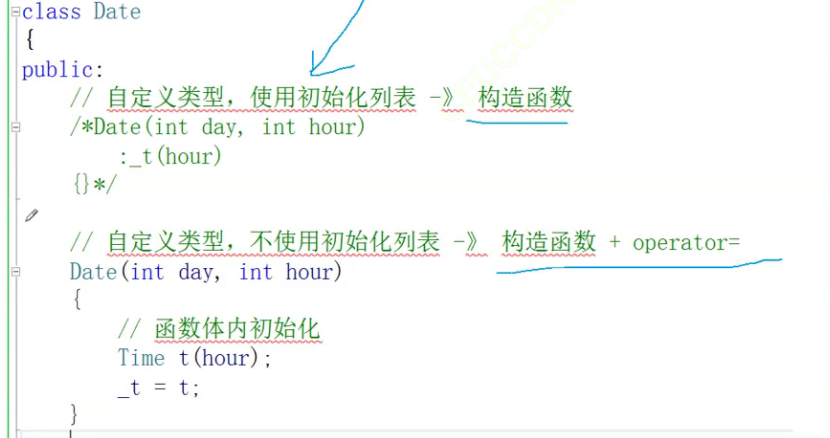 class Date
{
public:
// 自定义类型，使用初始化列表 -》 构造函数
/*Date(int day, int hour)
:_t(hour)
{}*/
// 自定义类型，不使用初始化列表 -》 构造函数 + operator=
Date(int day, int hour)
{
// 函数体内初始化
Time t(hour);
_t = t;
}